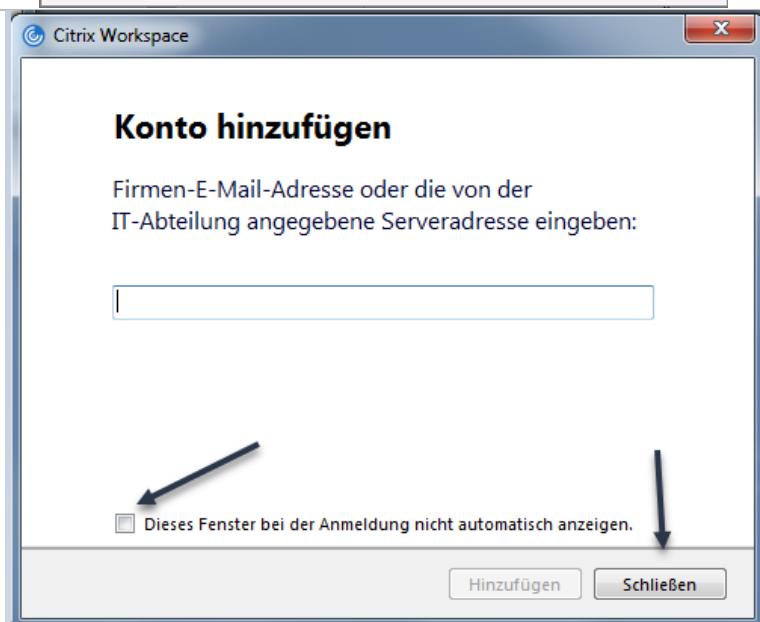 Citrix Workspace
Konto hinzufügen
Firmen-E-Mail-Adresse oder die von der
IT-Abteilung angegebene Serveradresse eingeben:
Dieses Fenster bei der Anmeldung nicht automatisch anzeigen.
Hinzufügen Schließen